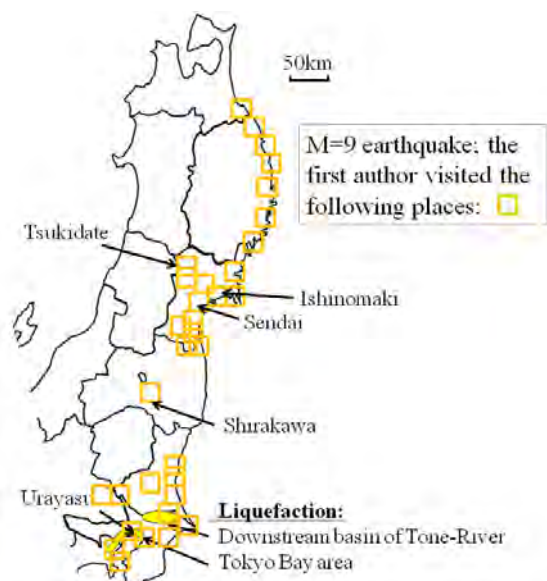 50km
M=9 earthquake; the
first author visited the
following places:
Tsukidate
Ishinomaki
Sendai
Shirakawa
Urayasu
Liquefaction:
Downstream basin of Tone-River
Tokyo Bay area